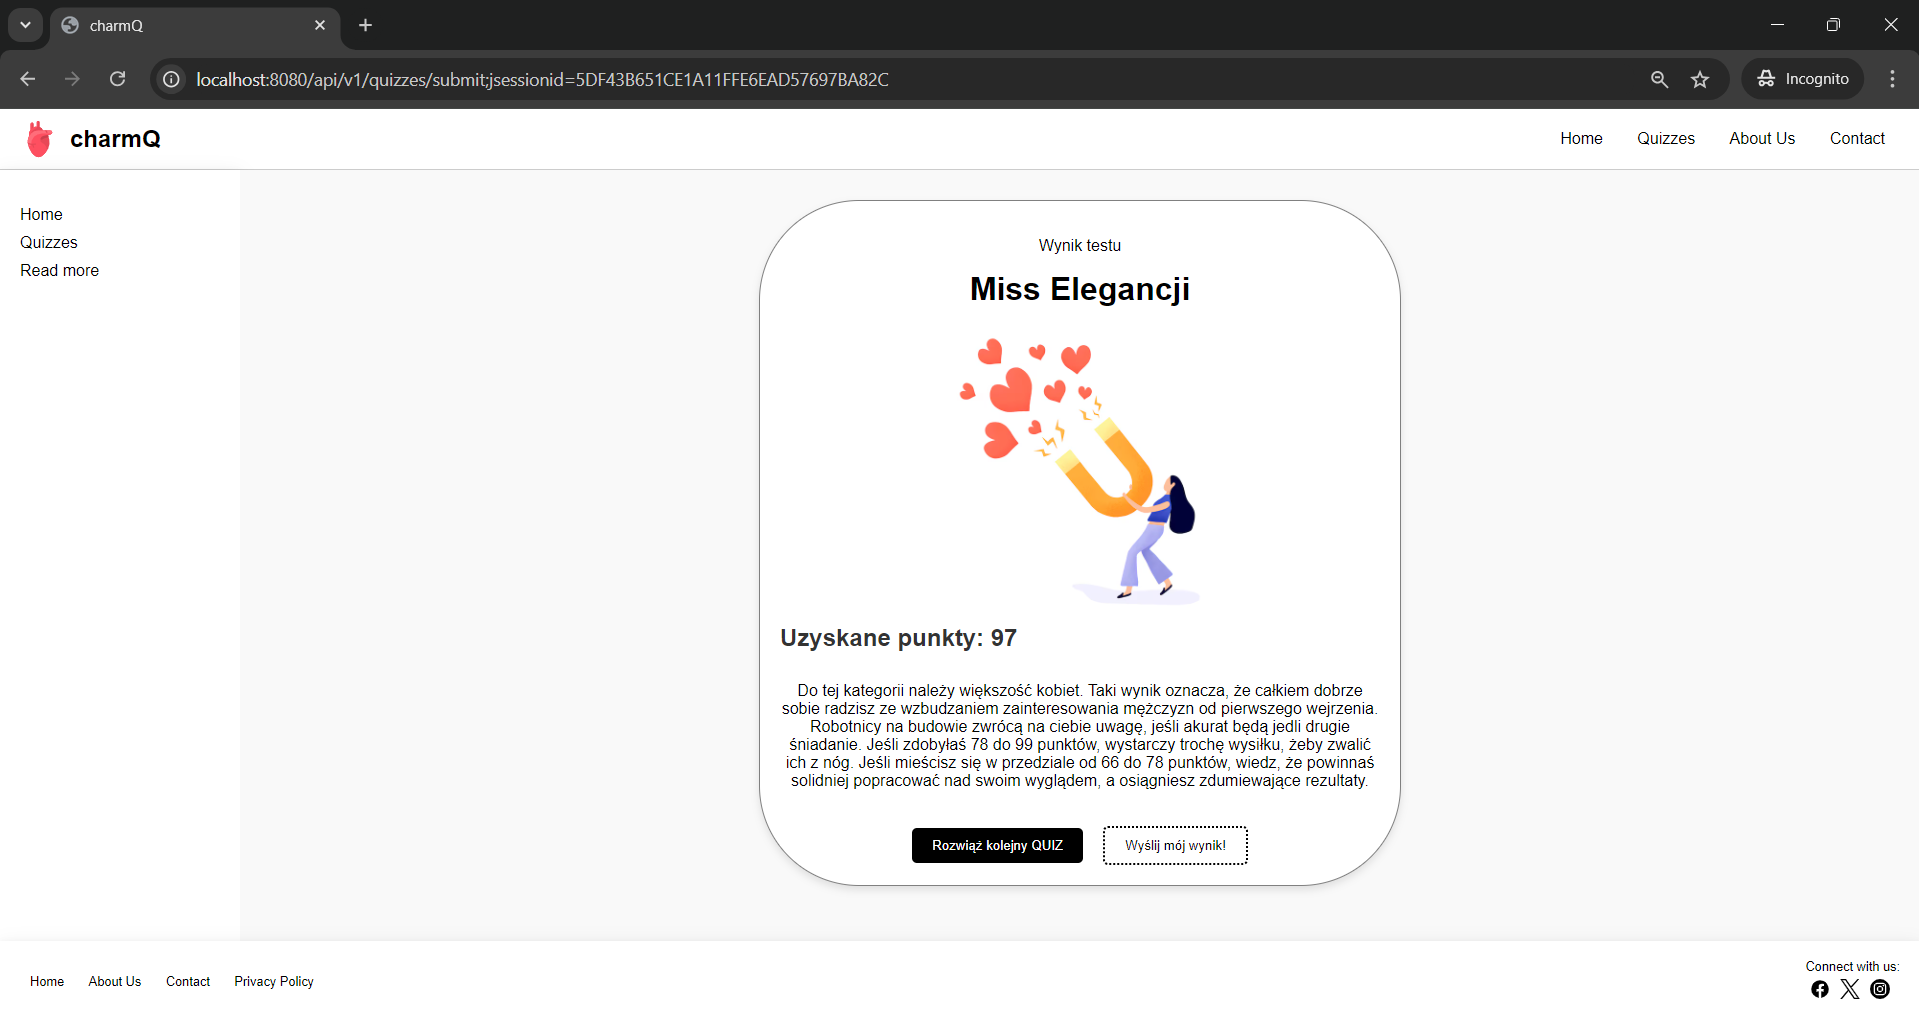 charmQ
localhost:8080/api/v1/quizzes/submit;jsessionid=5DF43B651CE1A11FFE6EAD57697BA82C
Incognito
charmQ
Home Quizzes About Us Contact
Home
Quizzes
Read more
Wynik testu
Miss Elegancji
Uzyskane punkty: 97
Do tej kategorii należy większość kobiet. Taki wynik oznacza, że całkiem dobrze
sobie radzisz ze wzbudzaniem zainteresowania mężczyzn od pierwszego wejrzenia.
Robotnicy na budowie zwrócą na ciebie uwagę, jeśli akurat będą jedli drugie
śniadanie. Jeśli zdobyłaś 78 do 99 punktów, wystarczy trochę wysiłku, żeby zwalić
ich z nóg. Jeśli mieścisz się w przedziale od 66 do 78 punktów, wiedz, że powinnaś
solidniej popracować nad swoim wyglądem, a osiągniesz zdumiewające rezultaty.
Rozwiąż kolejny QUIZ
Wyślij mój wynik!
Home About Us Contact Privacy Policy
Connect with us: